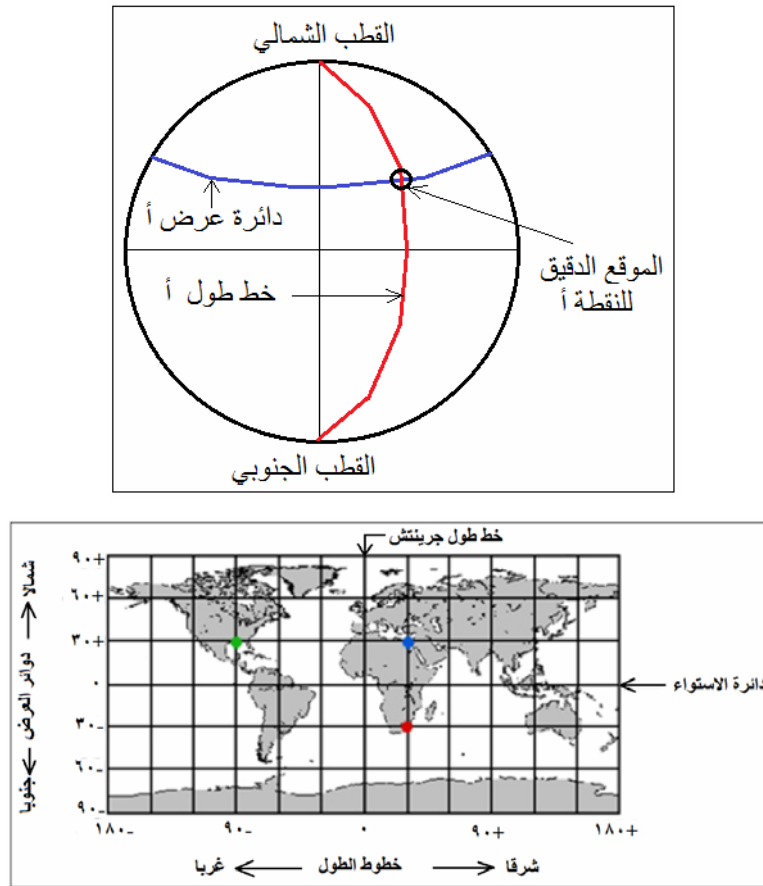 القطب الشمالي
دائرة عرض أ
خط طول أ
الموقع الدقيق
للنقطة أ
القطب الجنوبي
خط طول جرينتش
شمالا
دوائر العرض
جنوبا
+٩٠
+٦٠
+٣٠
٠
-٣٠
-٦٠
-٩٠
دائرة الاستواء
-١٨٠
-٩٠
٠
+٩٠
+١٨٠
شرقا
خطوط الطول
غربا